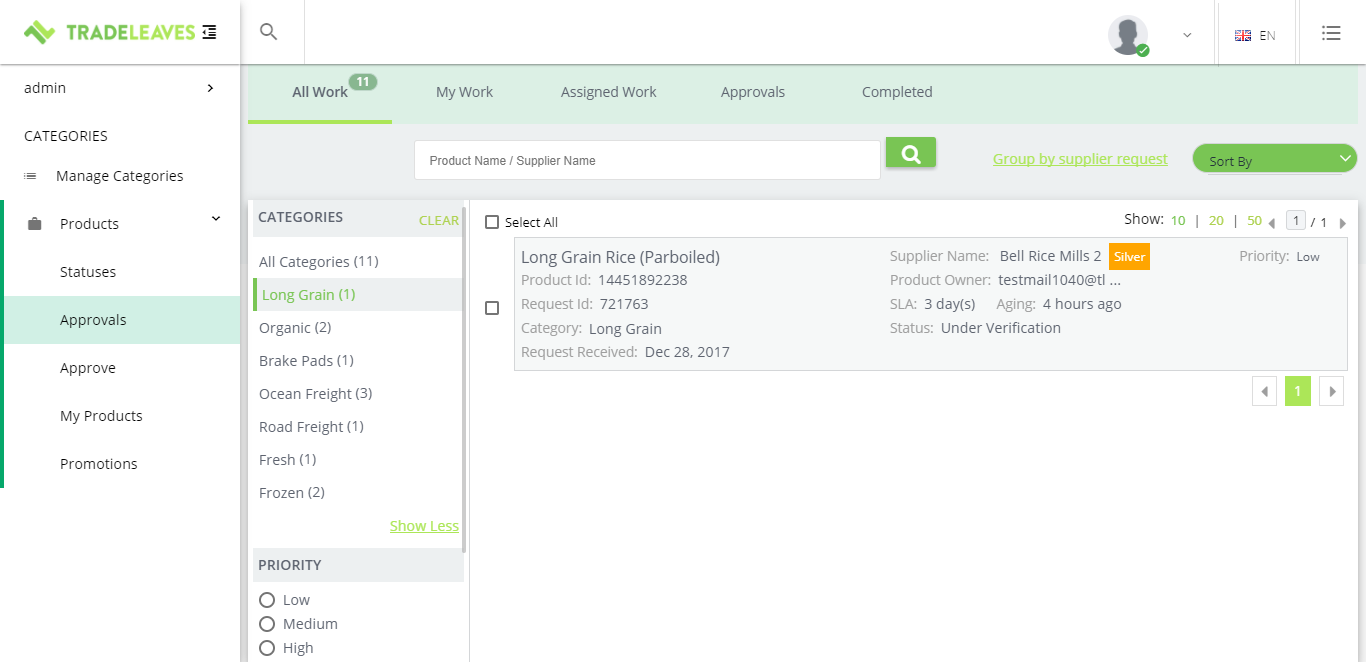 TRADELEAVES
EN
admin
CATEGORIES
Manage Categories
Products
Statuses
Approvals
Approve
My Products
Promotions
All Work 11
My Work
Assigned Work
Approvals
Completed
Product Name / Supplier Name
Group by supplier request
Sort By
CATEGORIES
CLEAR
All Categories (11)
Long Grain (1)
Organic (2)
Brake Pads (1)
Ocean Freight (3)
Road Freight (1)
Fresh (1)
Frozen (2)
Show Less
PRIORITY
Low
Medium
High
Select All
Show: 10 | 20 | 50 1 / 1
Long Grain Rice (Parboiled)
Product Id: 14451892238
Request Id: 721763
Category: Long Grain
Request Received: Dec 28, 2017
Supplier Name: Bell Rice Mills 2 Silver
Product Owner: testmail1040@tl ...
SLA: 3 day(s) Aging: 4 hours ago
Status: Under Verification
Priority: Low
1